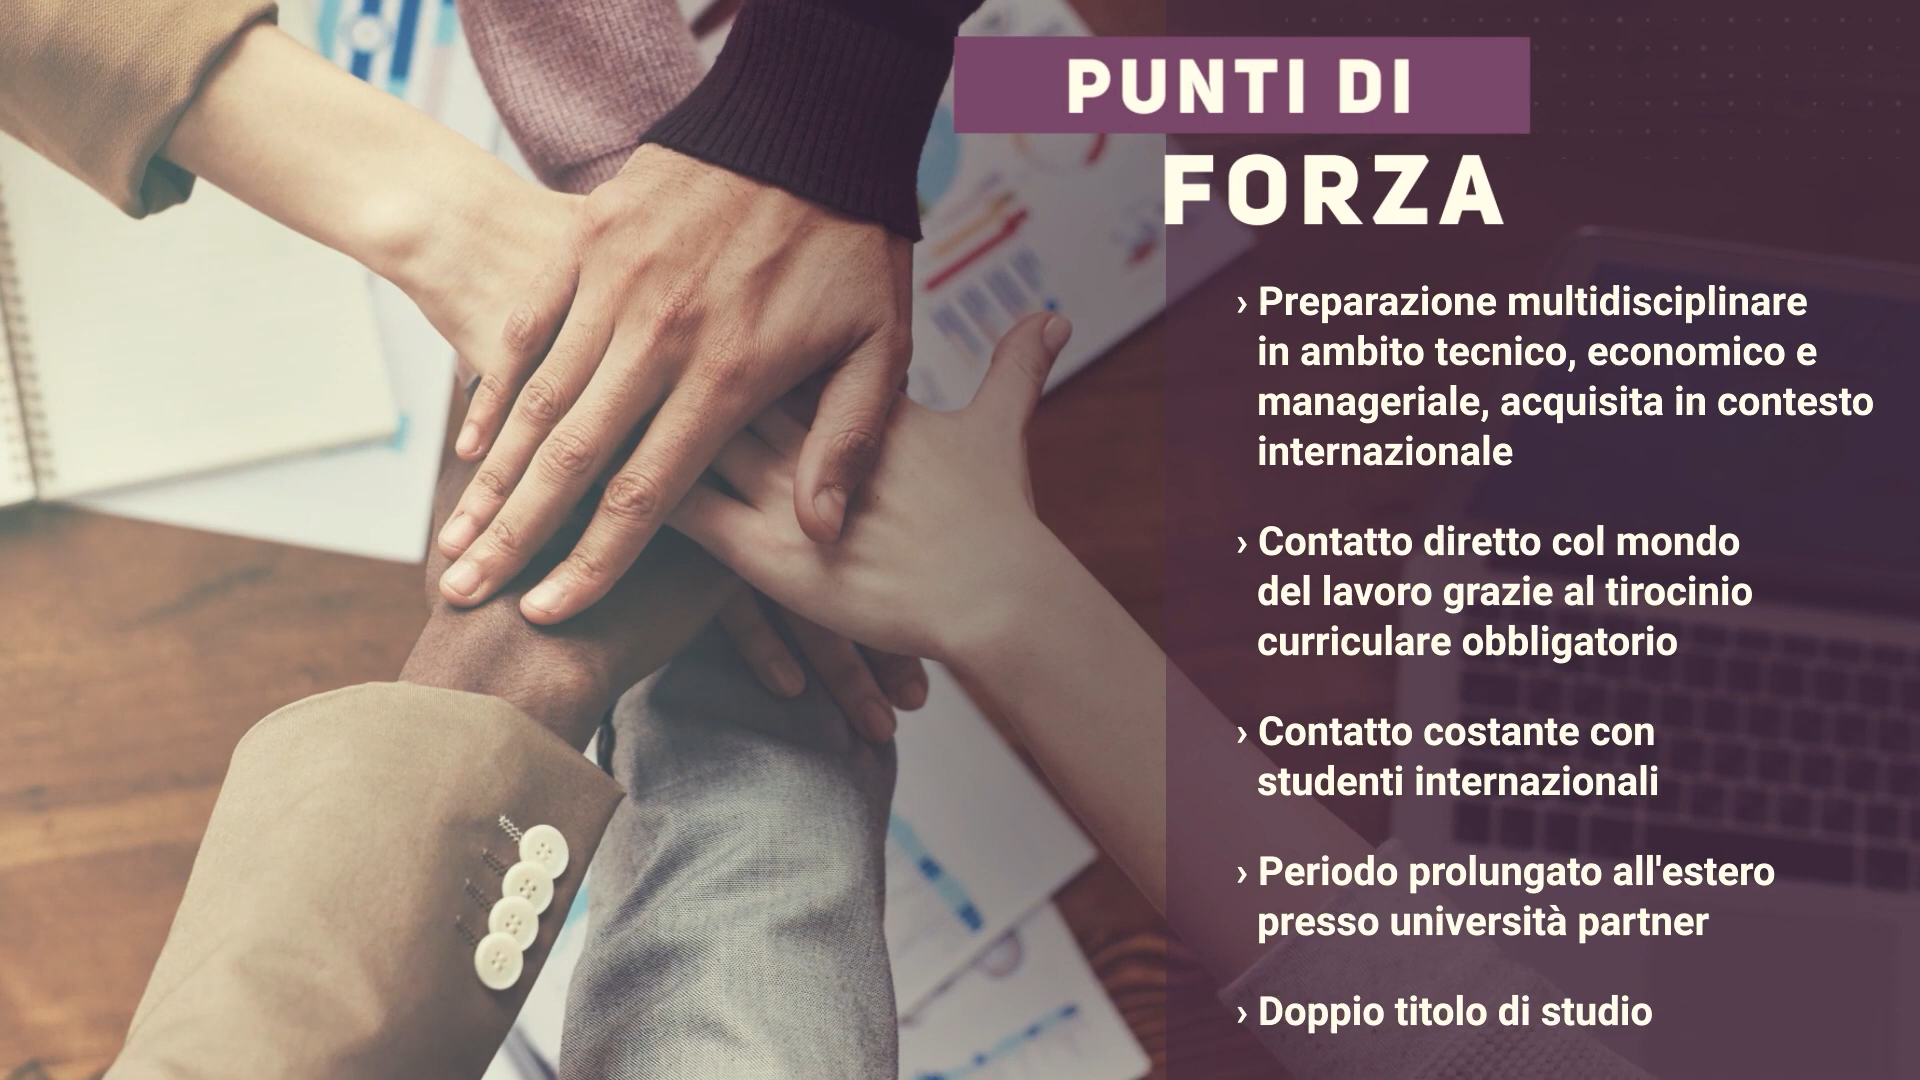 PUNTI DI
FORZA
› Preparazione multidisciplinare
in ambito tecnico, economico e
manageriale, acquisita in contesto
internazionale
› Contatto diretto col mondo
del lavoro grazie al tirocinio
curriculare obbligatorio
› Contatto costante con
studenti internazionali
› Periodo prolungato all'estero
presso università partner
› Doppio titolo di studio